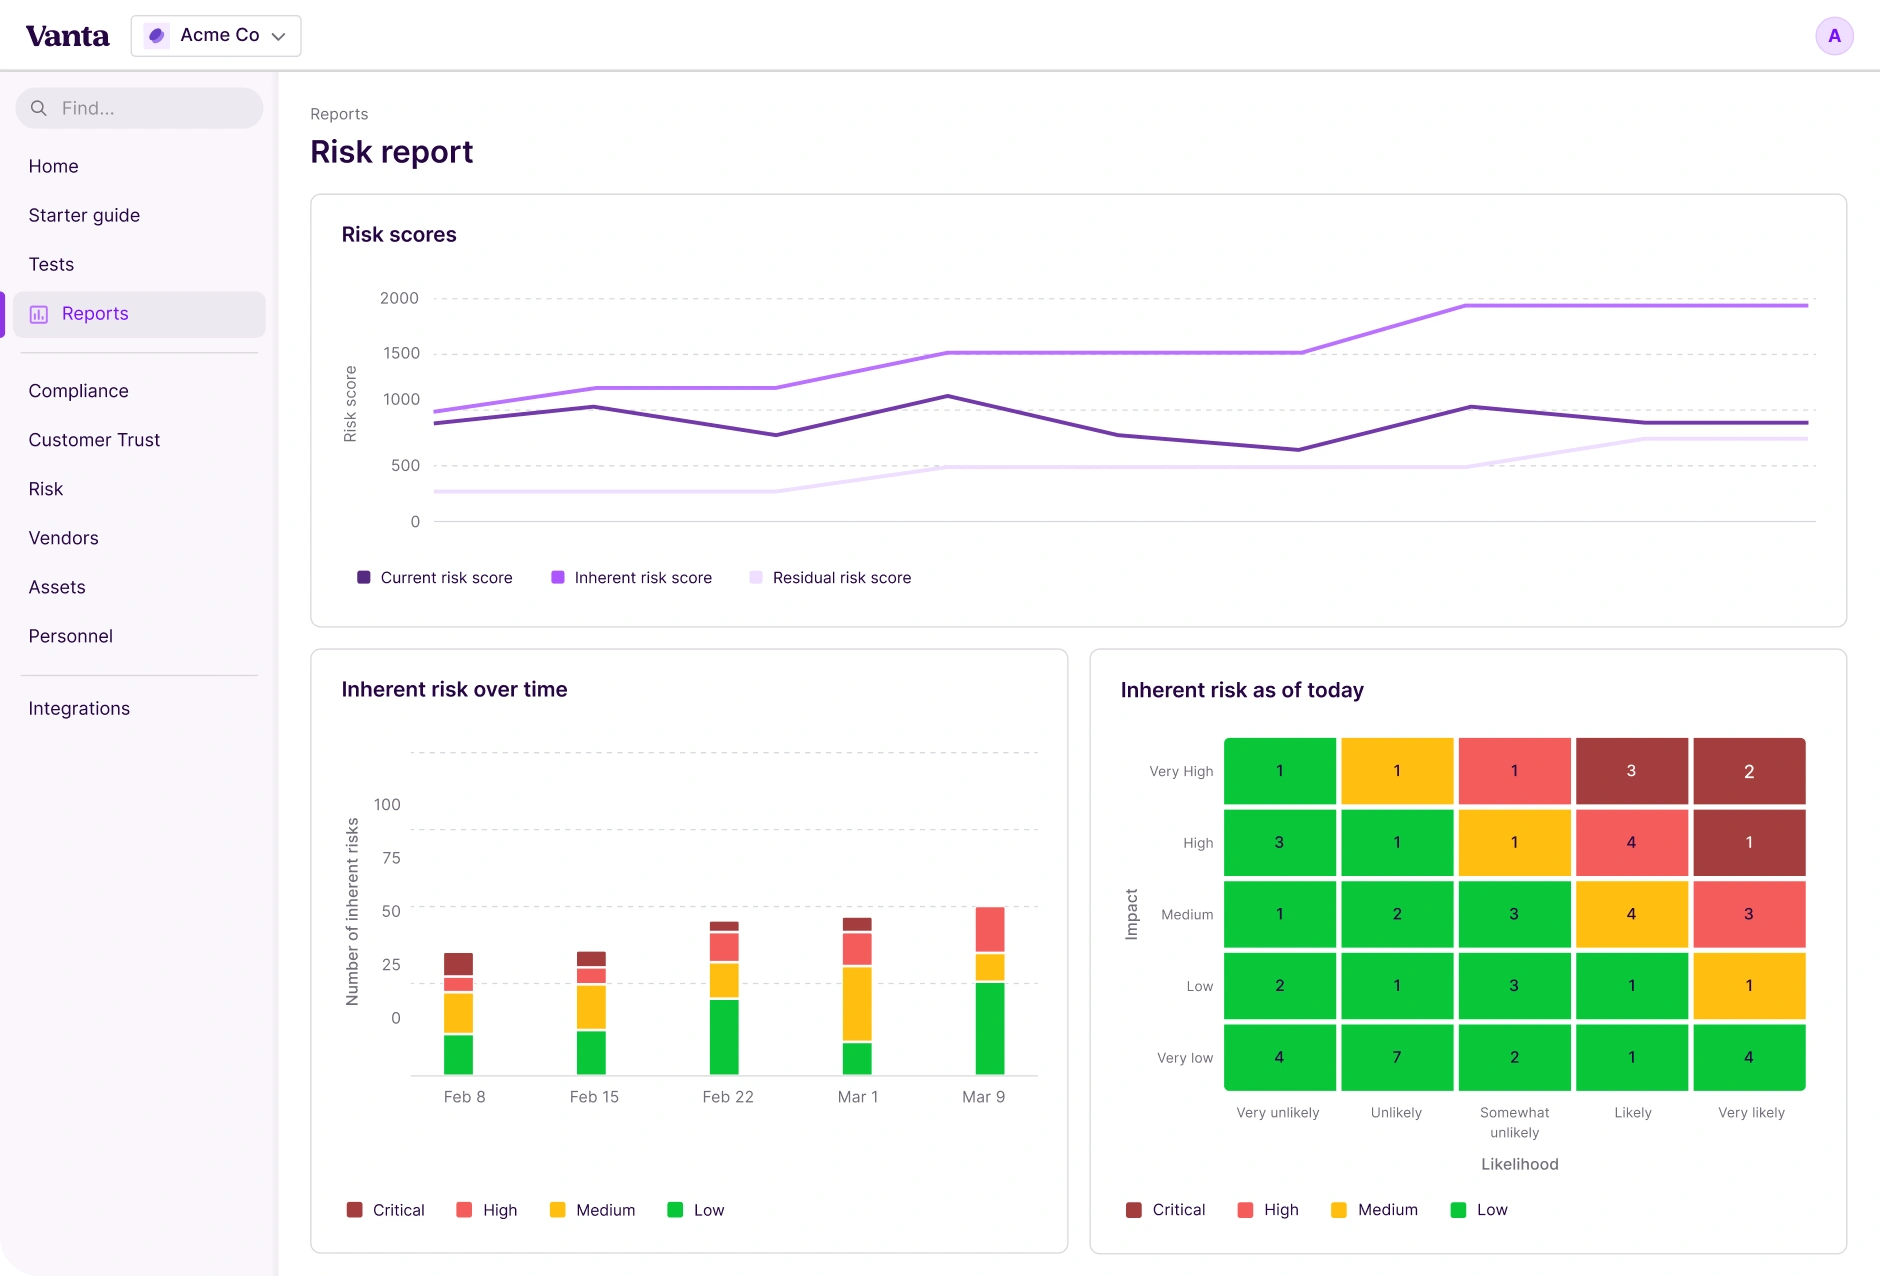 Vanta
Acme Co
A
Find...
Home
Starter guide
Tests
Reports
Compliance
Customer Trust
Risk
Vendors
Assets
Personnel
Integrations
Reports
Risk report
Risk scores
Risk score
2000
1500
1000
500
0
Current risk score
Inherent risk score
Residual risk score
Inherent risk over time
Number of inherent risks
100
75
50
25
0
Feb 8
Feb 15
Feb 22
Mar 1
Mar 9
Critical
High
Medium
Low
Inherent risk as of today
Impact
Very High 1 1 1 3 2
High 3 1 1 4 1
Medium 1 2 3 4 3
Low 2 1 3 1 1
Very low 4 7 2 1 4
Very unlikely
Unlikely
Somewhat
unlikely
Likely
Very likely
Likelihood
Critical
High
Medium
Low